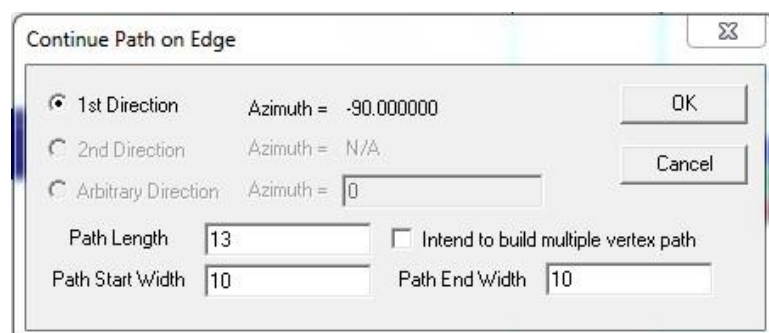 Continue Path on Edge
1st Direction Azimuth = -90.000000 OK
2nd Direction Azimuth = N/A
Cancel
Arbitrary Direction Azimuth = 0
Path Length 13 Intend to build multiple vertex path
Path Start Width 10 Path End Width 10